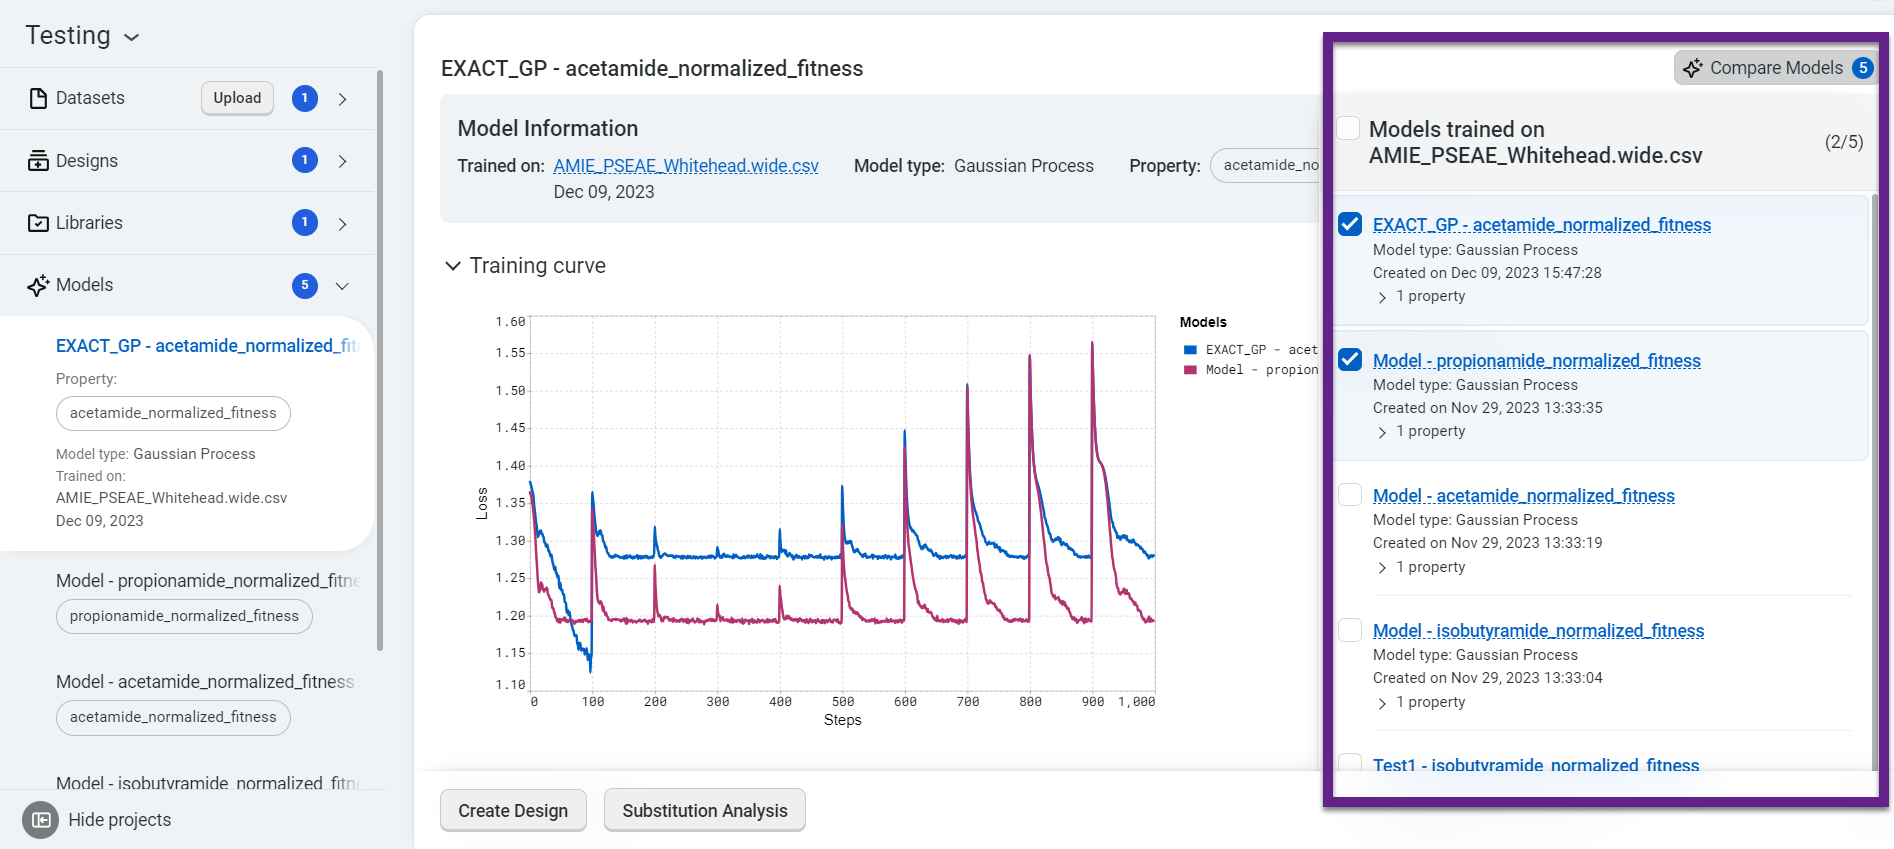 Testing
Datasets
Upload
1
Designs
1
Libraries
1
Models
5
EXACT_GP - acetamide_normalized_fit
Property:
acetamide_normalized_fitness
Model type: Gaussian Process
Trained on:
AMIE_PSEAE_Whitehead.wide.csv
Dec 09, 2023
Model - propionamide_normalized_fitne
propionamide_normalized_fitness
Model - acetamide_normalized_fitness
acetamide_normalized_fitness
Model - isobutyramide_normalized_fitn
Hide projects
EXACT_GP - acetamide_normalized_fitness
Model Information
Trained on: AMIE_PSEAE_Whitehead.wide.csv Model type: Gaussian Process Property: acetamide_no
Dec 09, 2023
Training curve
1.60
1.55
1.50
1.45
1.40
1.35
1.30
1.25
1.20
1.15
1.10
Loss
0 100 200 300 400 500 600 700 800 900 1,000
Steps
Models
EXACT_GP - acet
Model - propion
Create Design
Substitution Analysis
Compare Models 5
Models trained on
AMIE_PSEAE_Whitehead.wide.csv
(2/5)
EXACT_GP - acetamide_normalized_fitness
Model type: Gaussian Process
Created on Dec 09, 2023 15:47:28
1 property
Model - propionamide_normalized_fitness
Model type: Gaussian Process
Created on Nov 29, 2023 13:33:35
1 property
Model - acetamide_normalized_fitness
Model type: Gaussian Process
Created on Nov 29, 2023 13:33:19
1 property
Model - isobutyramide_normalized_fitness
Model type: Gaussian Process
Created on Nov 29, 2023 13:33:04
1 property
Test1 - isobutyramide_normalized_fitness